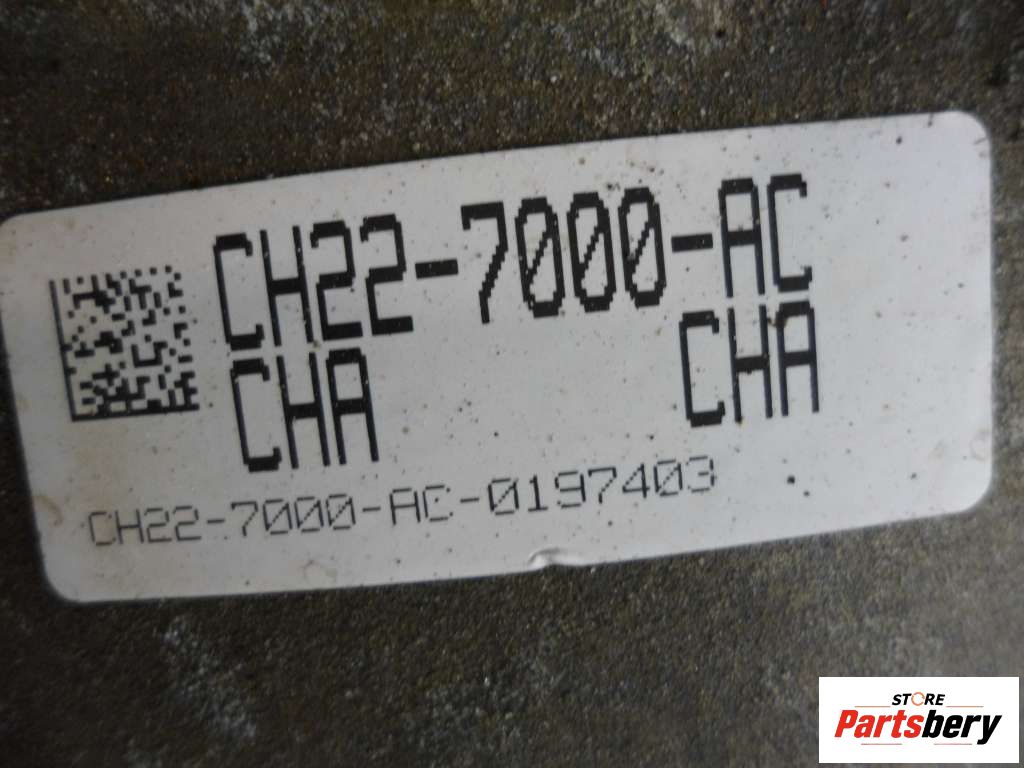 CH22-7000-AC
CHA CHA
CH22-7000-AC-0197403
STORE
Partsbery